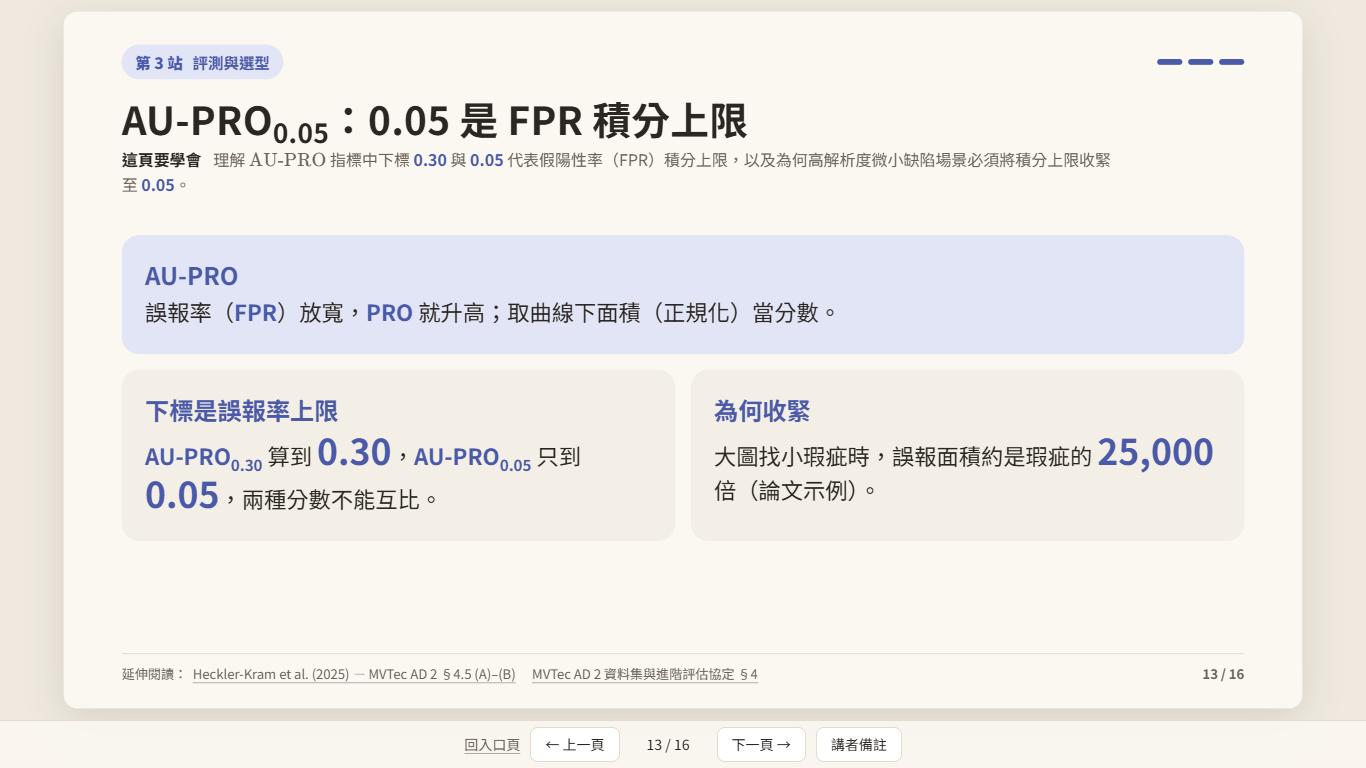 第 3 站 評測與選型
AU-PRO0.05：0.05 是 FPR 積分上限
這頁要學會 理解 AU-PRO 指標中下標 0.30 與 0.05 代表假陽性率（FPR）積分上限，以及為何高解析度微小缺陷場景必須將積分上限收緊
至 0.05。
AU-PRO
誤報率（FPR）放寬，PRO 就升高；取曲線下面積（正規化）當分數。
下標是誤報率上限
AU-PRO0.30 算到 0.30，AU-PRO0.05 只到
0.05，兩種分數不能互比。
為何收緊
大圖找小瑕疵時，誤報面積約是瑕疵的 25,000
倍（論文示例）。
延伸閱讀： Heckler-Kram et al. (2025) — MVTec AD 2 §4.5 (A)–(B) MVTec AD 2 資料集與進階評估協定 §4
13 / 16
回入口頁 ← 上一頁 13 / 16 下一頁 → 講者備註